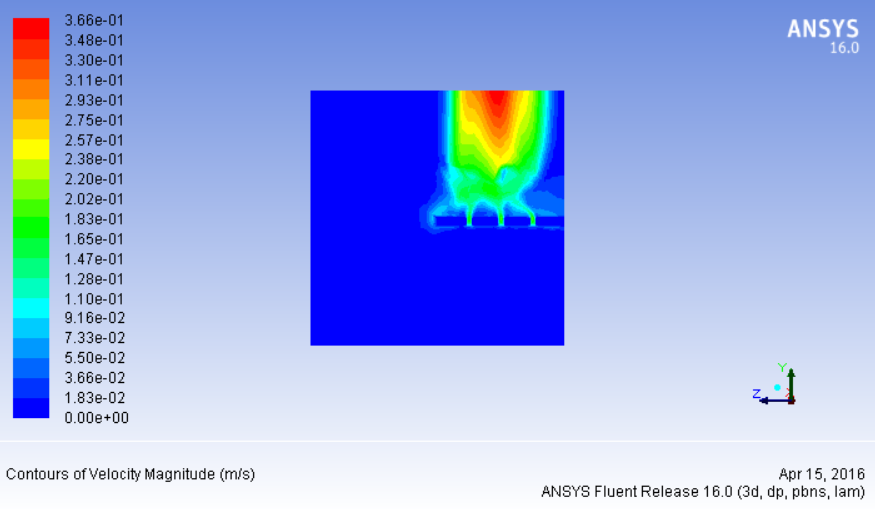 3.66e-01
3.48e-01
3.30e-01
3.11e-01
2.93e-01
2.75e-01
2.57e-01
2.38e-01
2.20e-01
2.02e-01
1.83e-01
1.65e-01
1.47e-01
1.28e-01
1.10e-01
9.16e-02
7.33e-02
5.50e-02
3.66e-02
1.83e-02
0.00e+00
ANSYS
16.0
Y
Z X
Contours of Velocity Magnitude (m/s)
Apr 15, 2016
ANSYS Fluent Release 16.0 (3d, dp, pbns, lam)